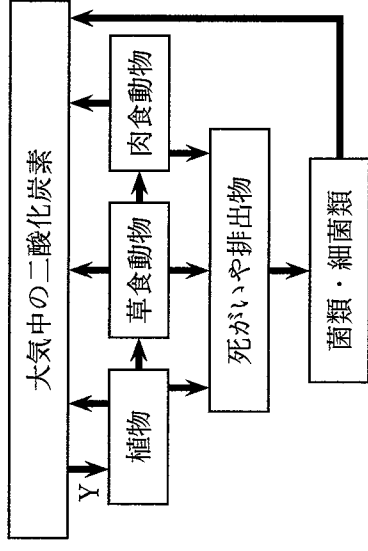 大気中の二酸化炭素
Y
植物
草食動物
肉食動物
死がいや排出物
菌類・細菌類